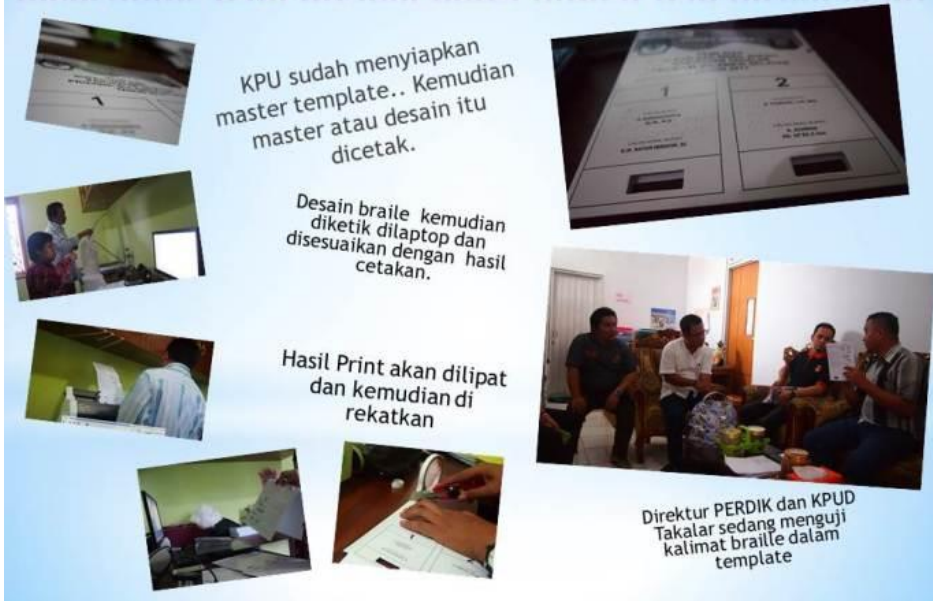 KPU sudah menyiapkan
master template.. Kemudian
master atau desain itu
dicetak.
Desain braile kemudian
diketik dilaptop dan
disesuaikan dengan hasil
cetakan.
Hasil Print akan dilipat
dan kemudian di
rekatkan
1
2
Direktur PERDIK dan KPUD
Takalar sedang menguji
kalimat braille dalam
template